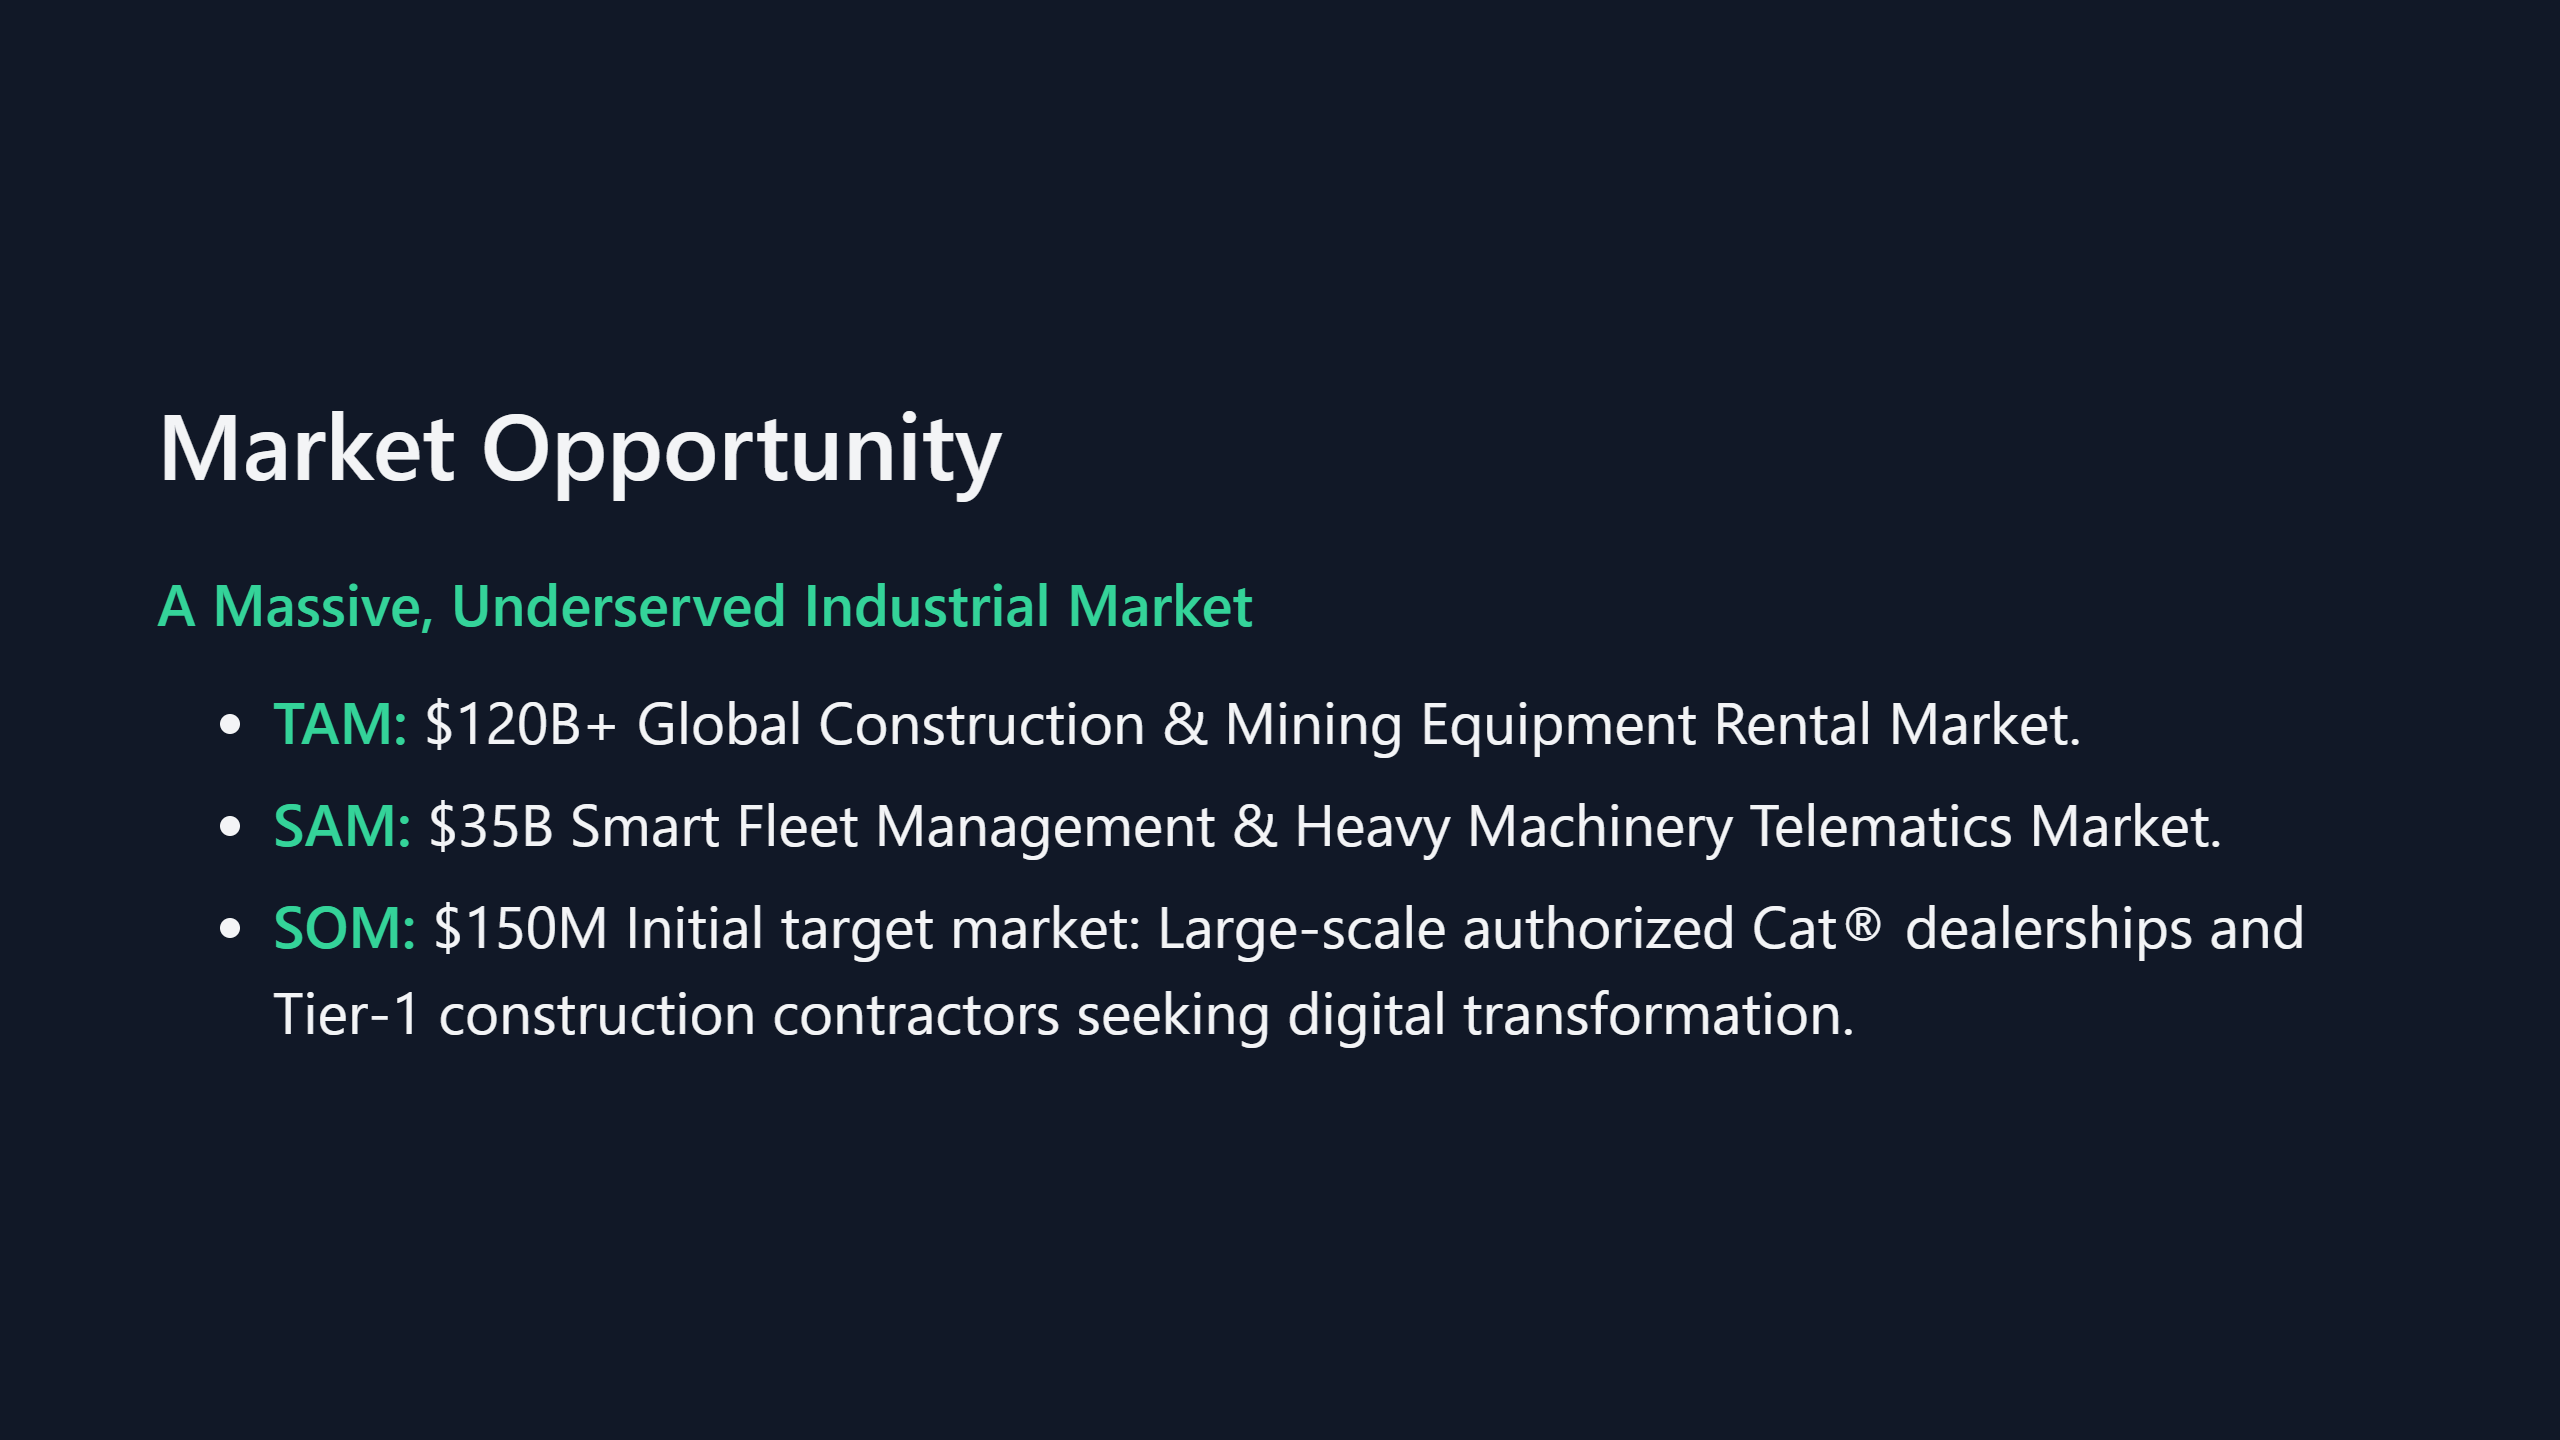 Market Opportunity
A Massive, Underserved Industrial Market
• TAM: $120B+ Global Construction & Mining Equipment Rental Market.
• SAM: $35B Smart Fleet Management & Heavy Machinery Telematics Market.
• SOM: $150M Initial target market: Large-scale authorized Cat® dealerships and
Tier-1 construction contractors seeking digital transformation.